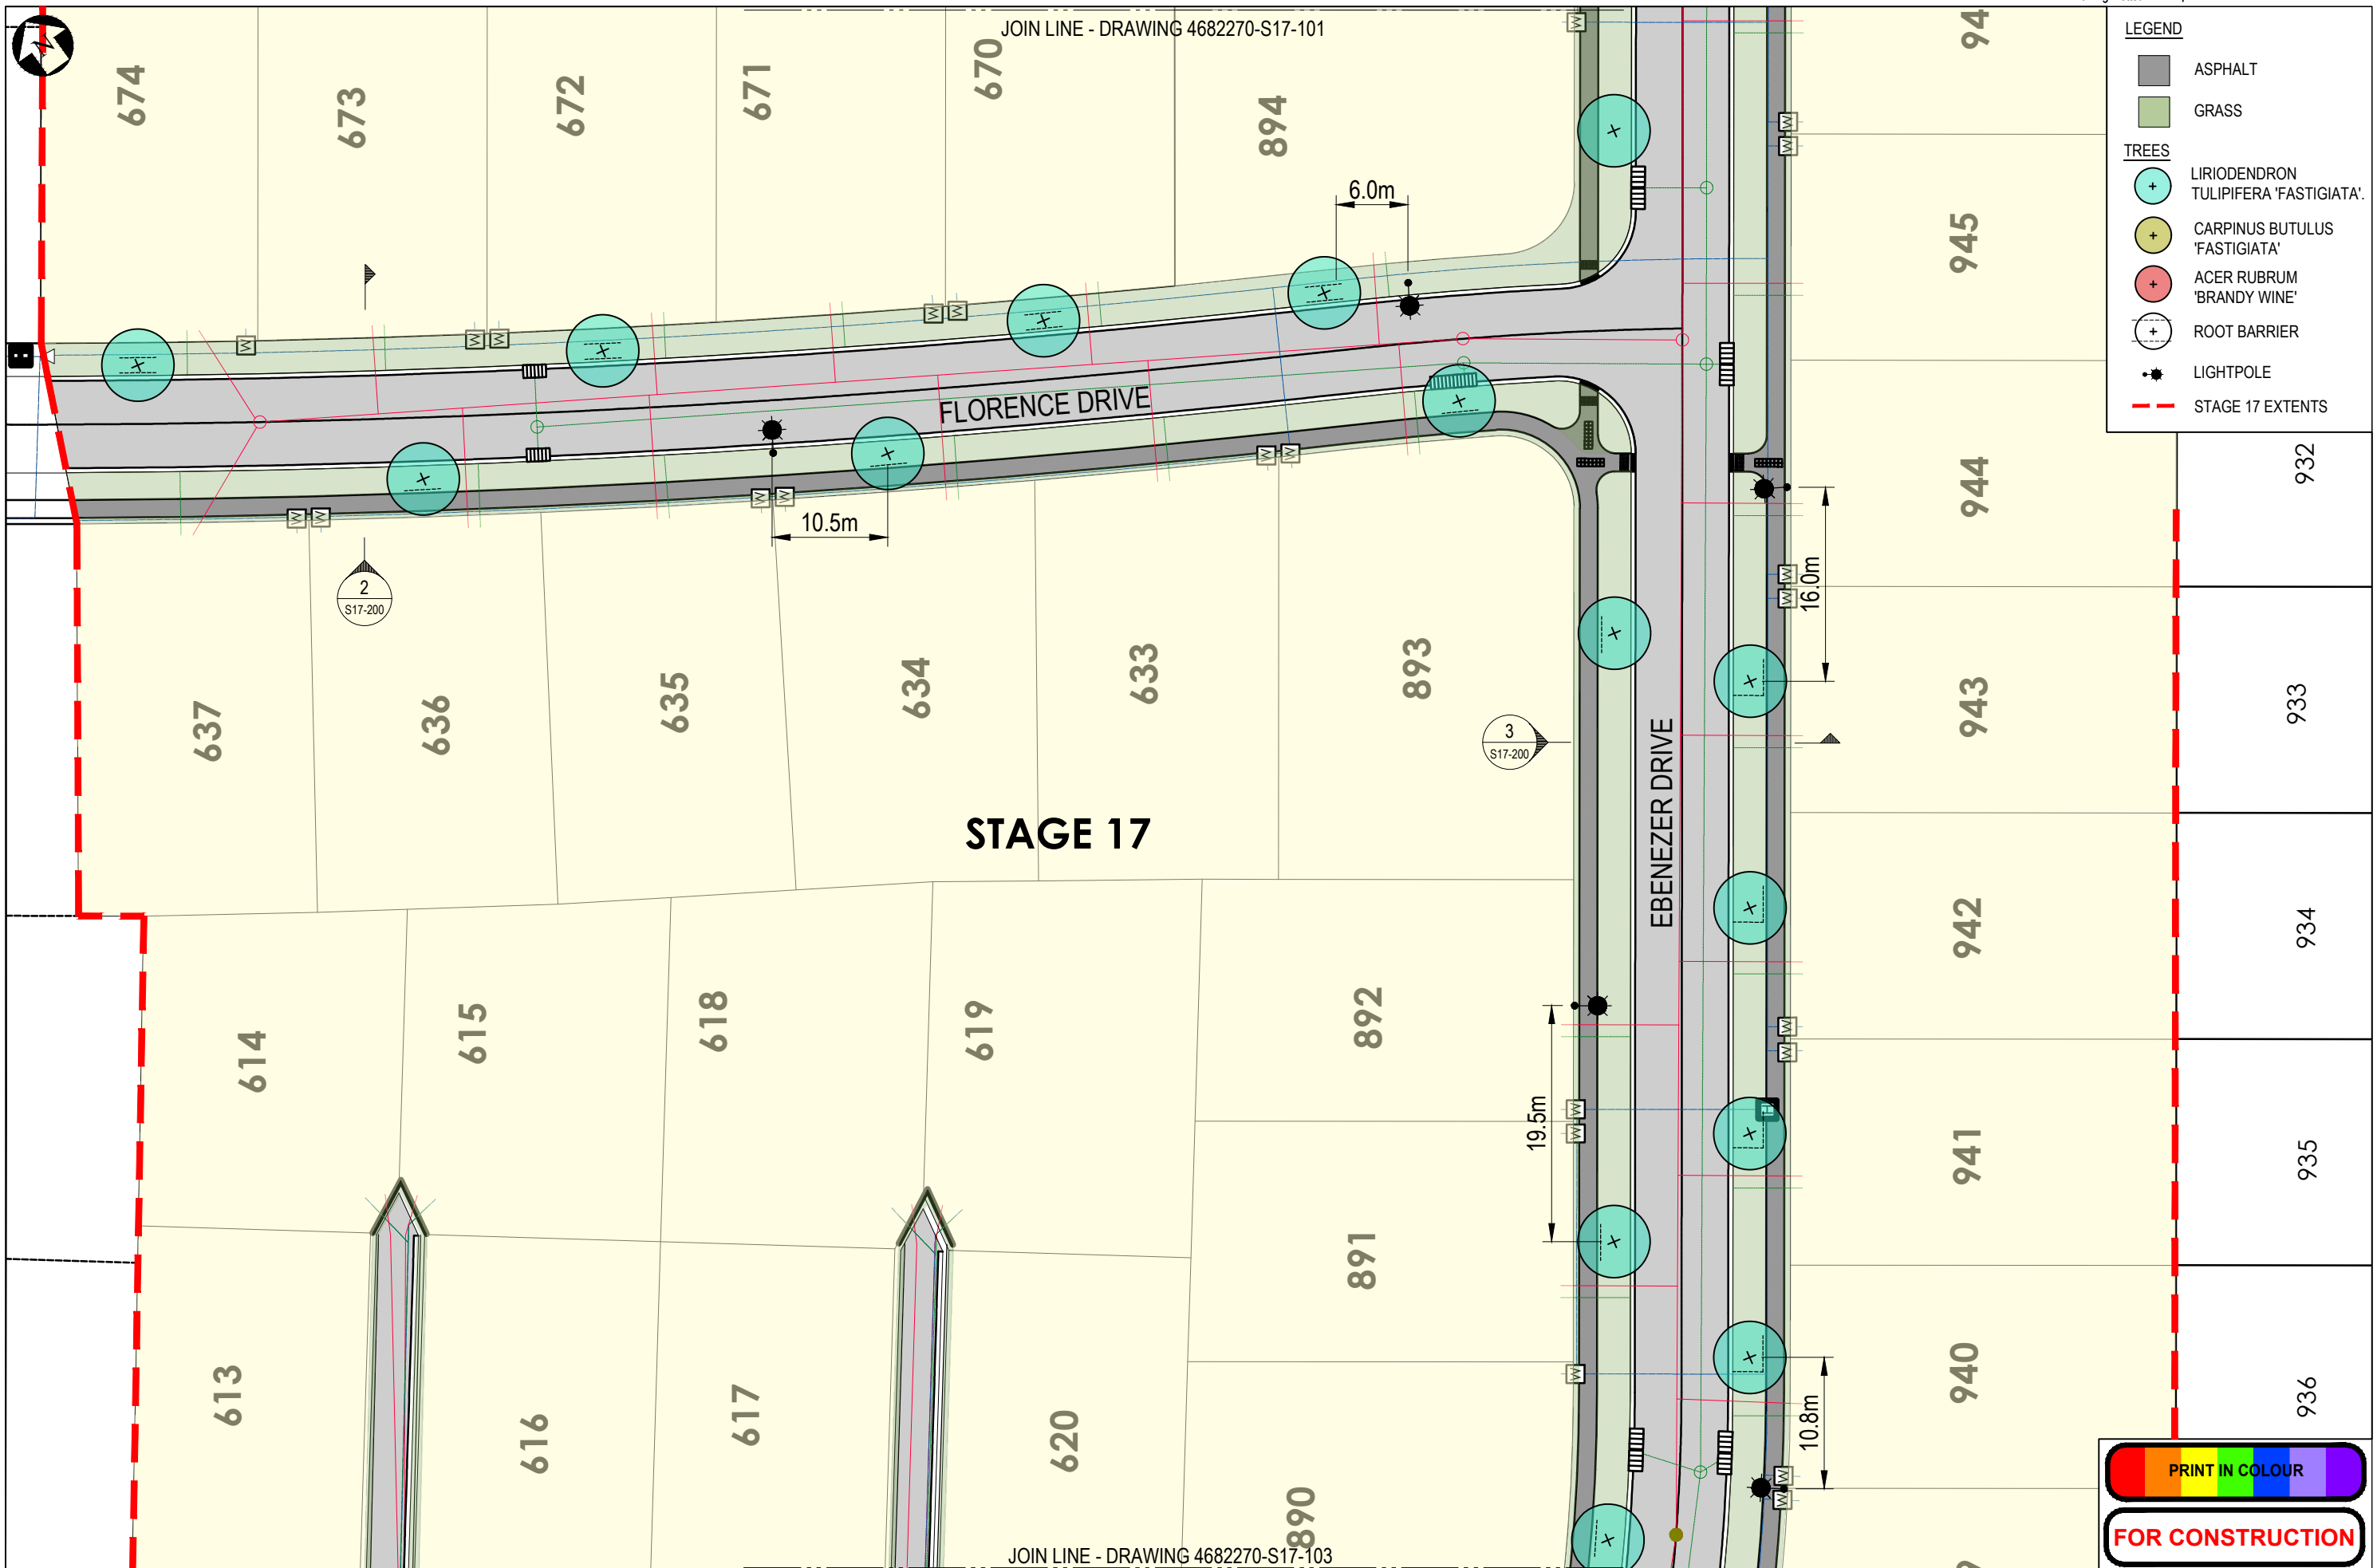 JOIN LINE - DRAWING 4682270-S17-101
LEGEND
ASPHALT
GRASS
TREES
LIRIODENDRON
TULIPIFERA 'FASTIGIATA'.
CARPINUS BUTULUS
'FASTIGIATA'
ACER RUBRUM
'BRANDY WINE'
ROOT BARRIER
LIGHTPOLE
STAGE 17 EXTENTS
N
674
673
672
671
670
894
945
6.0m
FLORENCE DRIVE
10.5m
2
S17-200
944
932
16.0m
637
636
635
634
633
893
3
S17-200
943
933
EBENEZER DRIVE
STAGE 17
942
934
614
615
618
619
892
19.5m
941
935
891
613
616
617
620
890
940
936
10.8m
PRINT IN COLOUR
FOR CONSTRUCTION
JOIN LINE - DRAWING 4682270-S17-103